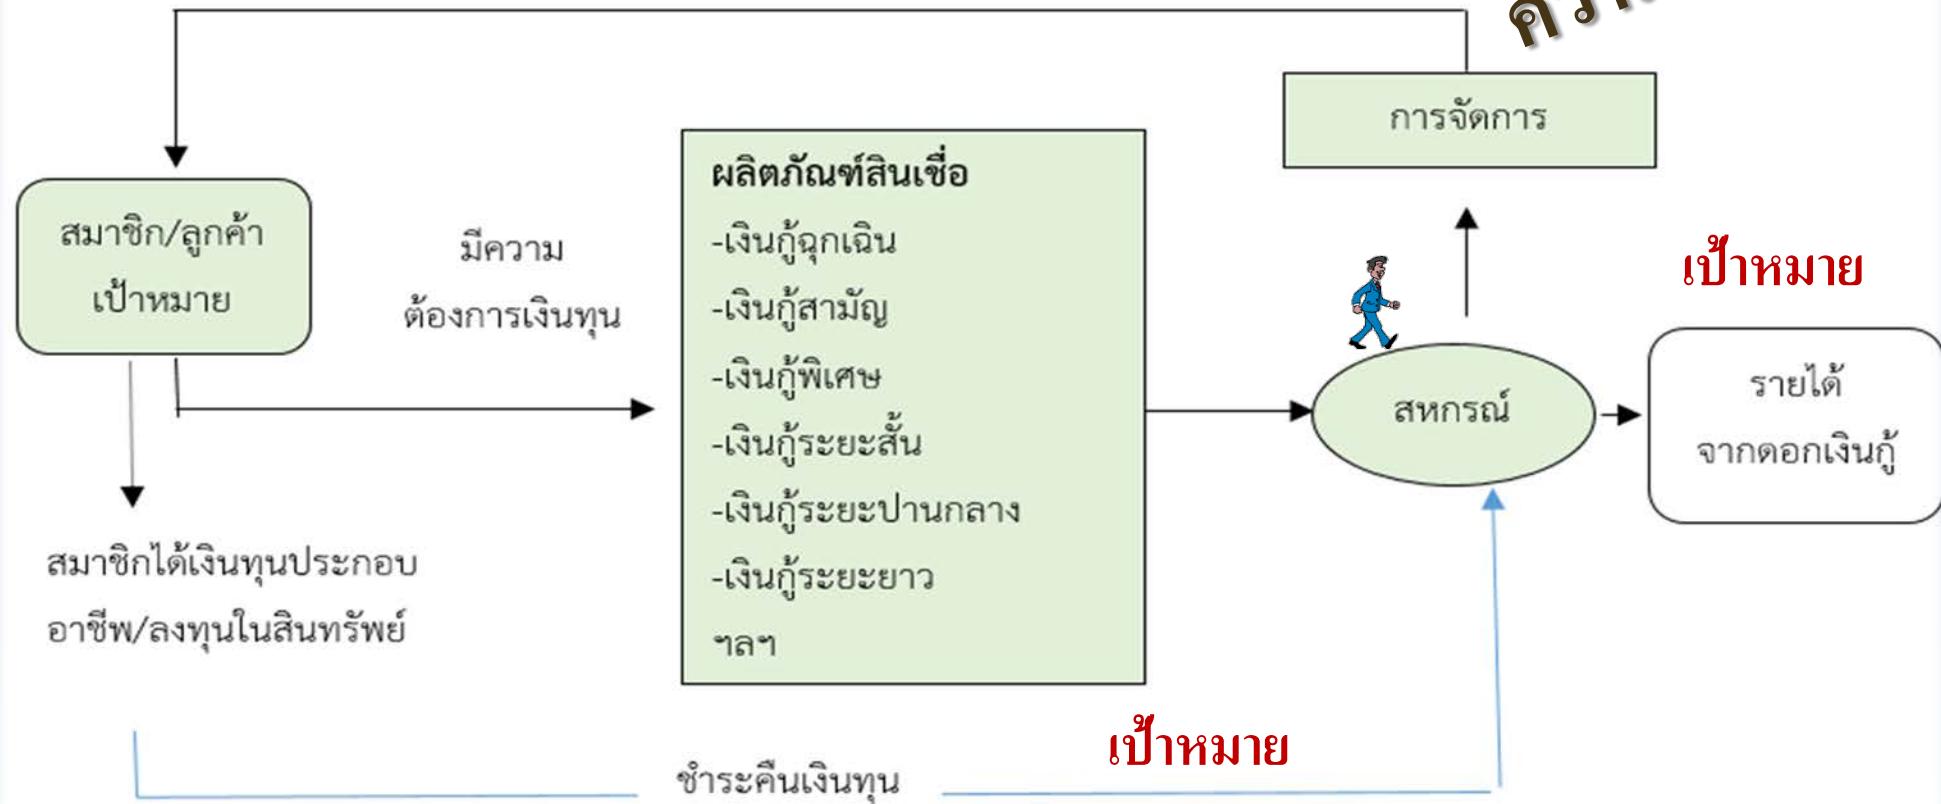 การจัดการ
สมาชิก/ลูกค้า
เป้าหมาย
มีความ
ต้องการเงินทุน
ผลิตภัณฑ์สินเชื่อ
-เงินกู้ฉุกเฉิน
-เงินกู้สามัญ
-เงินกู้พิเศษ
-เงินกู้ระยะสั้น
-เงินกู้ระยะปานกลาง
-เงินกู้ระยะยาว
ฯลฯ
สหกรณ์
เป้าหมาย
รายได้
จากดอกเงินกู้
สมาชิกได้เงินทุนประกอบ
อาชีพ/ลงทุนในสินทรัพย์
ชำระคืนเงินทุน
เป้าหมาย